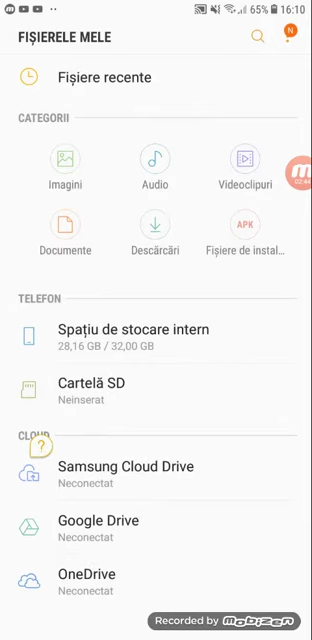 65% 16:10
FIȘIERELE MELE
N
Fișiere recente
CATEGORII
Imagini
Audio
Videoclipuri
APK
Documente
Descărcări
Fișiere de instal...
02:44
TELEFON
Spațiu de stocare intern
28,16 GB / 32,00 GB
Cartelă SD
Neinserat
CLOUD
?
Samsung Cloud Drive
Neconectat
Google Drive
Neconectat
OneDrive
Neconectat
Recorded by Mobizen